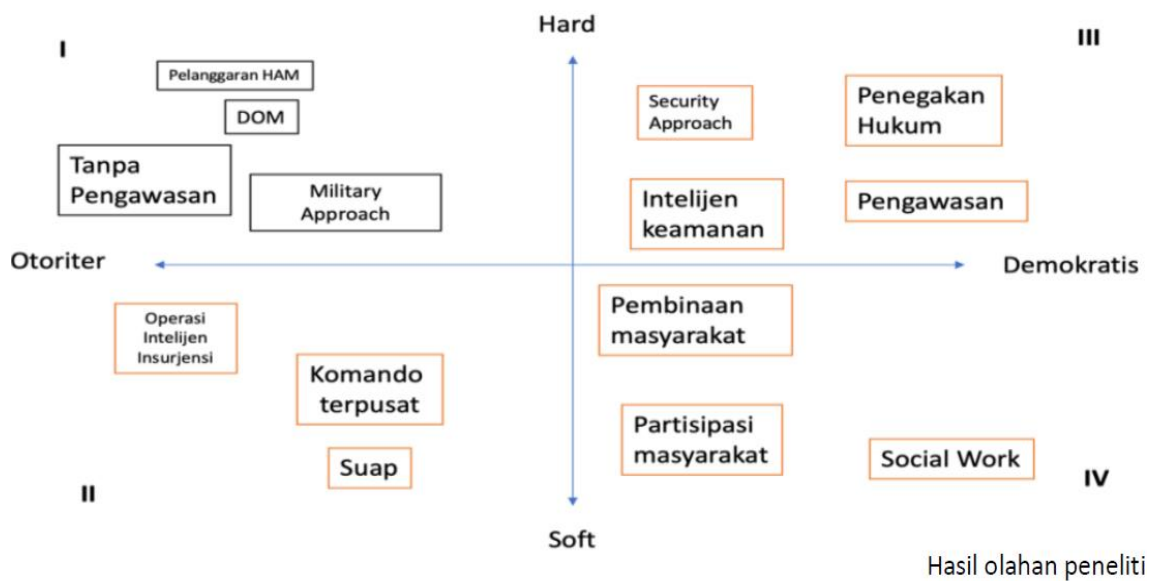 Hard
I
III
Pelanggaran HAM
DOM
Tanpa
Pengawasan
Military
Approach
Security
Approach
Penegakan
Hukum
Intelijen
keamanan
Pengawasan
Otoriter
Demokratis
Operasi
Intelijen
Insurjensi
Komando
terpusat
Suap
Pembinaan
masyarakat
Partisipasi
masyarakat
Social Work
II
IV
Soft
Hasil olahan peneliti